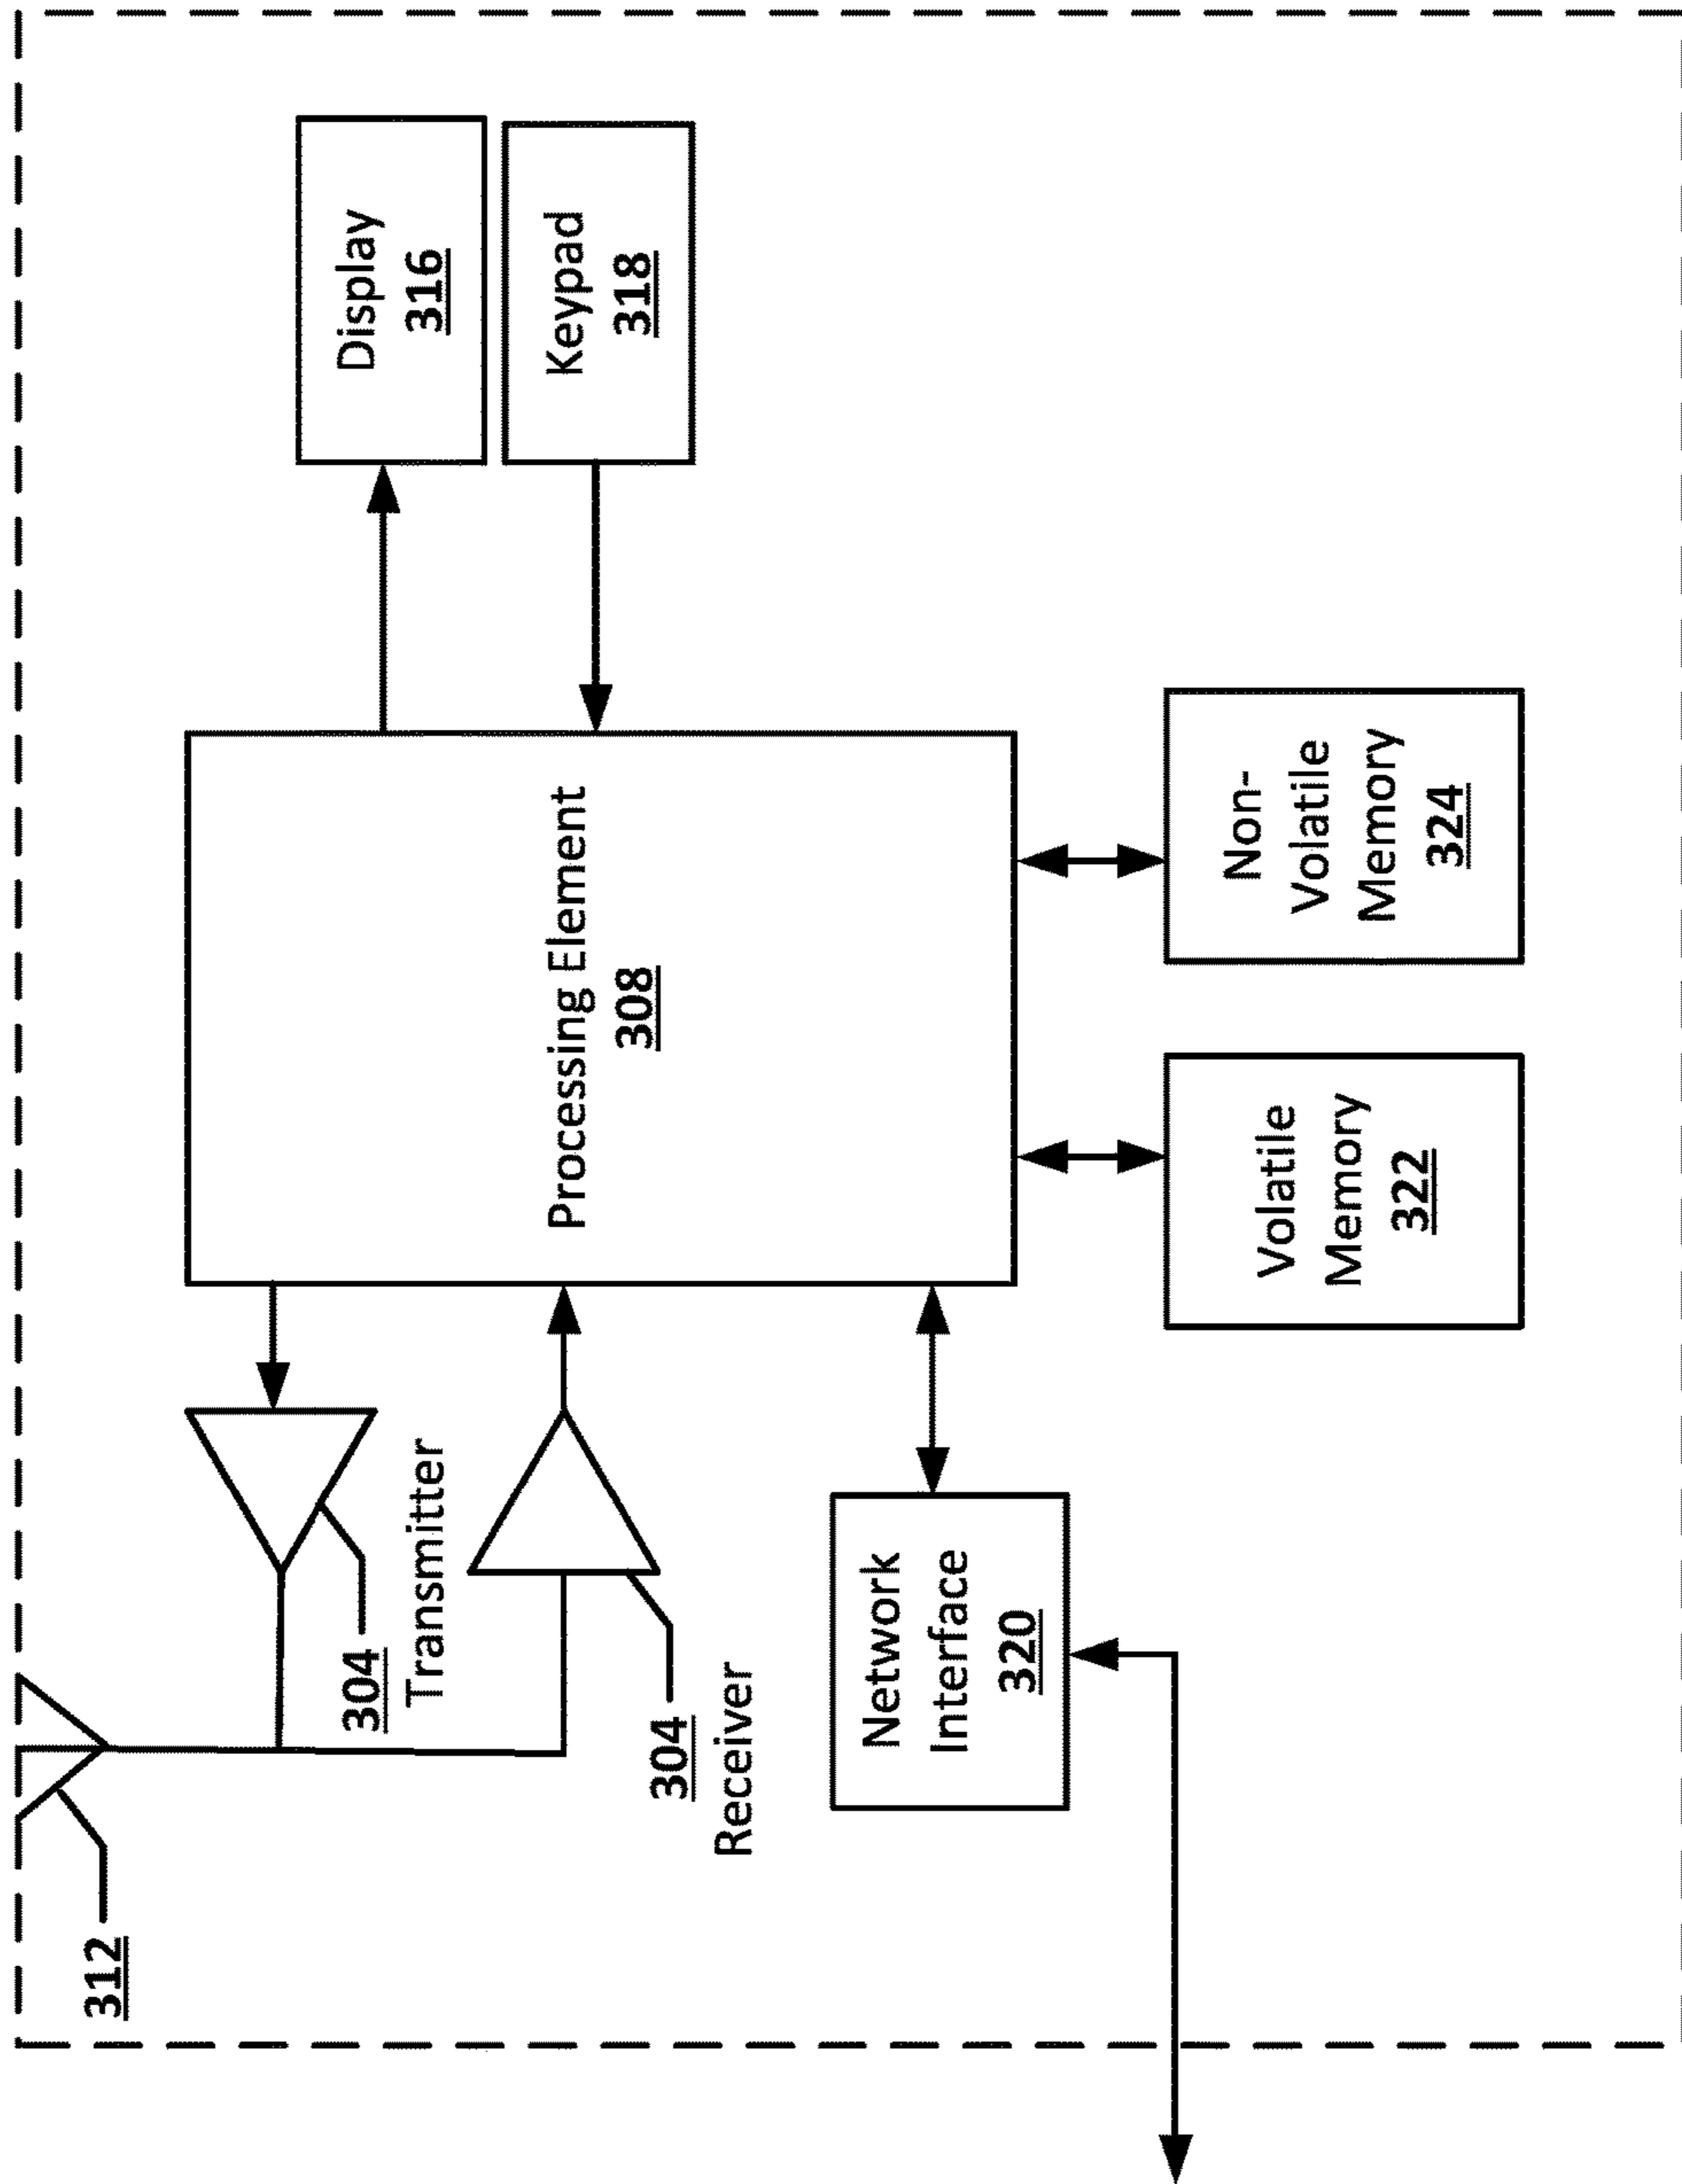 312
304
Transmitter
304
Receiver
Network
Interface
320
Processing Element
308
Volatile
Memory
322
Non-
Volatile
Memory
324
Display
316
Keypad
318